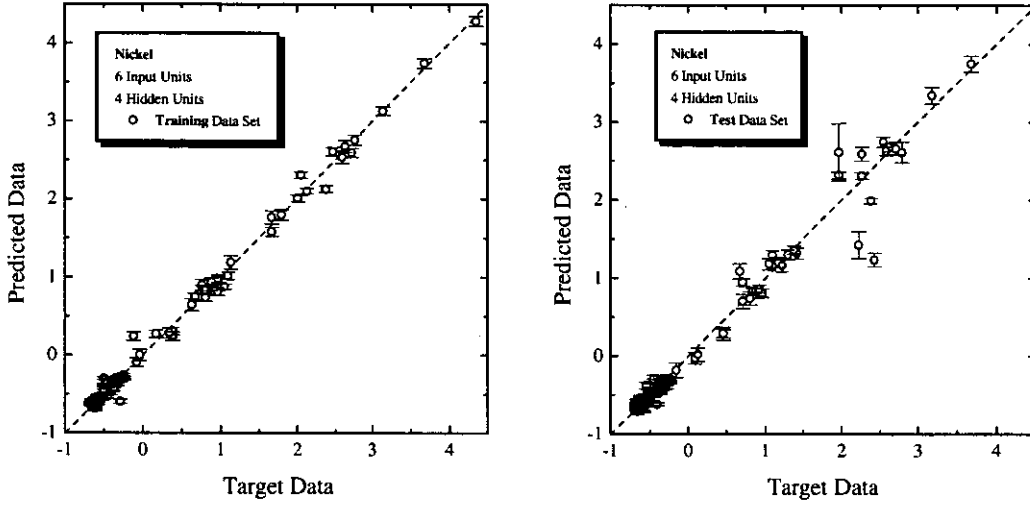 4
3
2
1
0
-1
Predicted Data
Nickel
6 Input Units
4 Hidden Units
Training Data Set
-1 0 1 2 3 4
Target Data
4
3
2
1
0
-1
Predicted Data
Nickel
6 Input Units
4 Hidden Units
Test Data Set
-1 0 1 2 3 4
Target Data